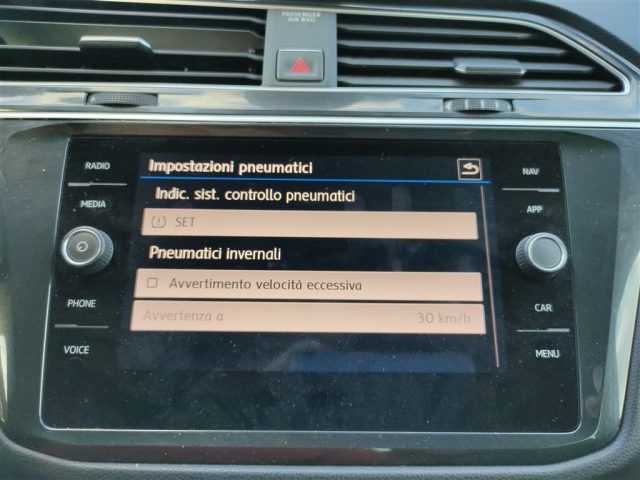 PASSENGER
AIR BAG
RADIO
MEDIA
PHONE
VOICE
Impostazioni pneumatici
Indic. sist. controllo pneumatici
SET
Pneumatici invernali
Avvertimento velocità eccessiva
Avvertenza a 30 km/h
NAV
APP
CAR
MENU